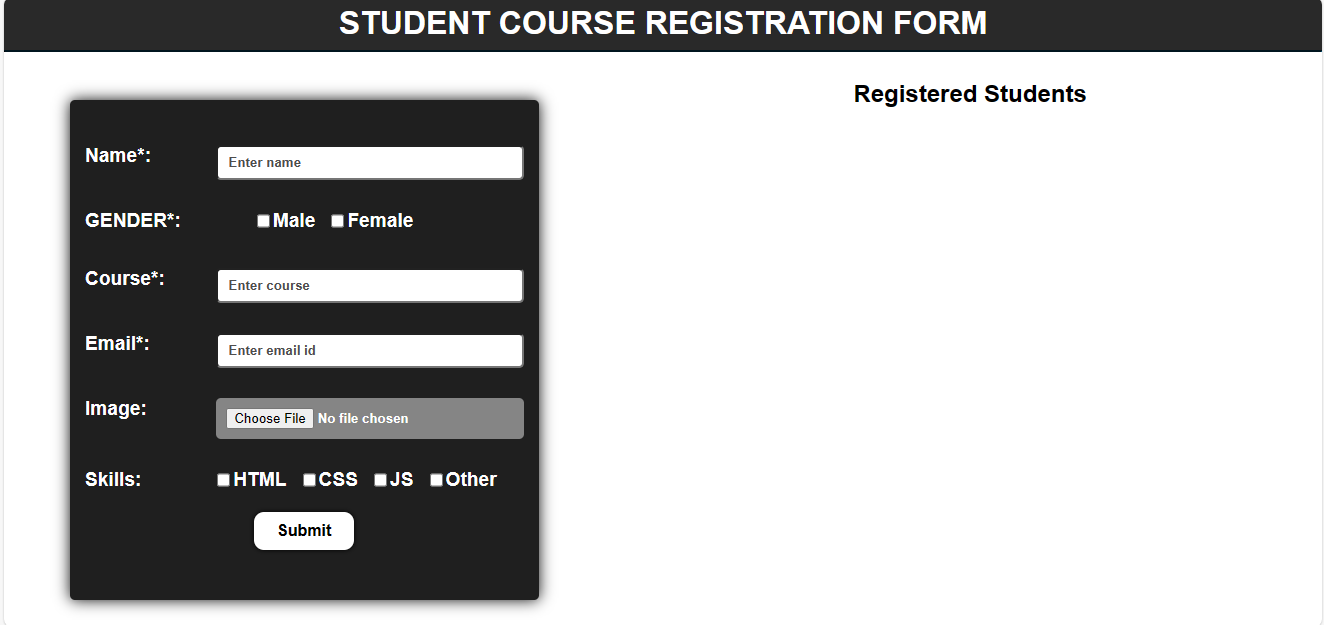 STUDENT COURSE REGISTRATION FORM
Registered Students
Name*:
Enter name
GENDER*:
Male Female
Course*:
Enter course
Email*:
Enter email id
Image:
Choose File No file chosen
Skills:
HTML CSS JS Other
Submit